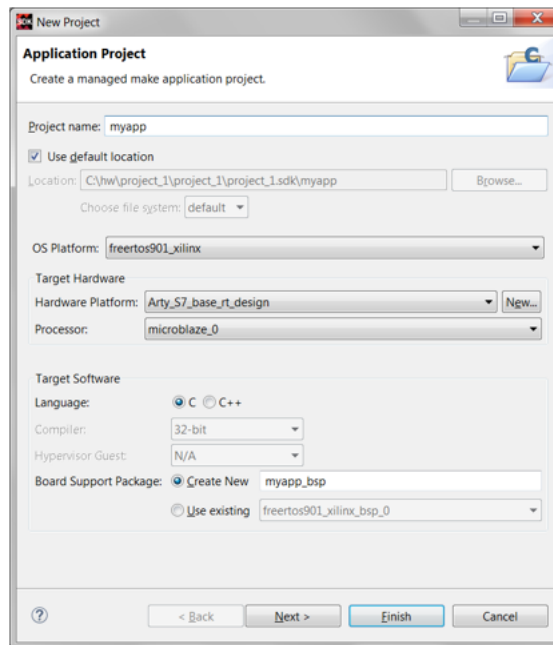 SDK New Project
Application Project
Create a managed make application project.
Project name: myapp
Use default location
Location: C:\hw\project_1\project_1\project_1.sdk\myapp Browse...
Choose file system: default
OS Platform: freertos901_xilinx
Target Hardware
Hardware Platform: Arty_S7_base_rt_design New...
Processor: microblaze_0
Target Software
Language: C C++
Compiler: 32-bit
Hypervisor Guest: N/A
Board Support Package: Create New myapp_bsp
Use existing freertos901_xilinx_bsp_0
? < Back Next > Finish Cancel